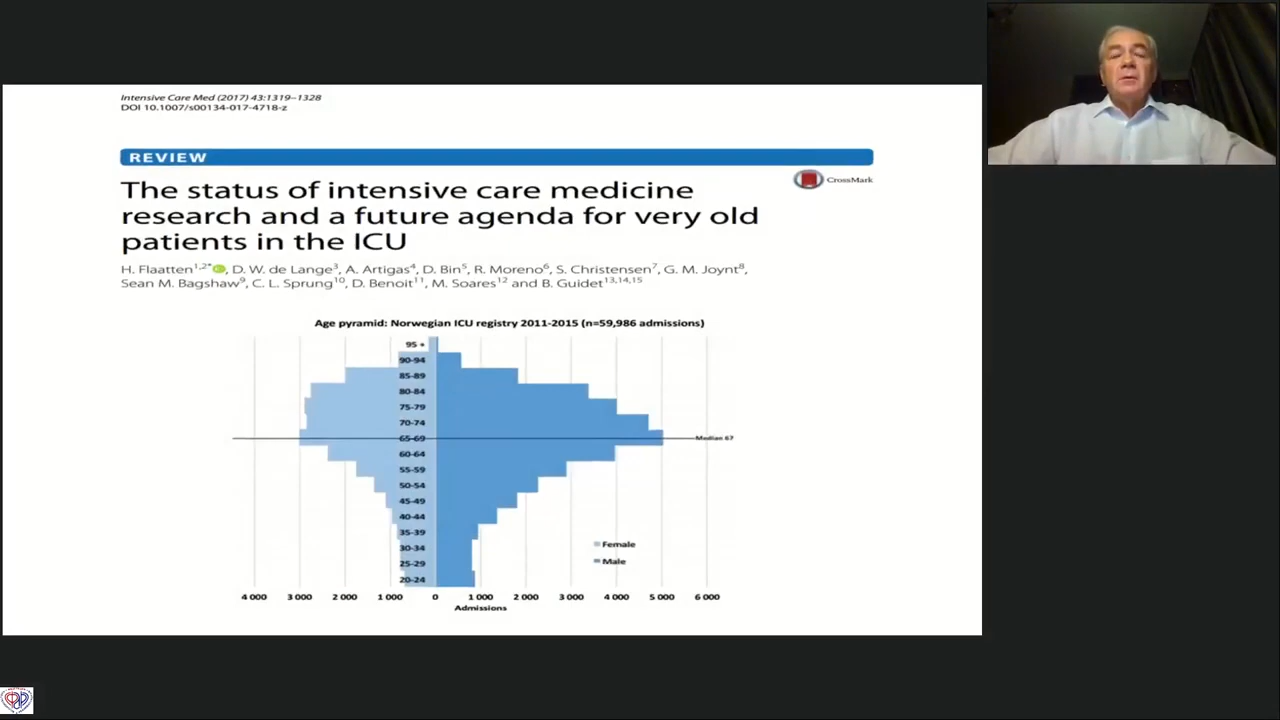 Intensive Care Med (2017) 43:1319–1328
DOI 10.1007/s00134-017-4718-z
REVIEW
CrossMark
The status of intensive care medicine
research and a future agenda for very old
patients in the ICU
H. Flaatten1,2*, D. W. de Lange3, A. Artigas4, D. Bin5, R. Moreno6, S. Christensen7, G. M. Joynt8,
Sean M. Bagshaw9, C. L. Sprung10, D. Benoit11, M. Soares12 and B. Guidet13,14,15
Age pyramid: Norwegian ICU registry 2011-2015 (n=59,986 admissions)
95 +
90-94
85-89
80-84
75-79
70-74
65-69
Median 67
60-64
55-59
50-54
45-49
40-44
35-39
30-34
25-29
20-24
Female
Male
4 000 3 000 2 000 1 000 0 1 000 2 000 3 000 4 000 5 000 6 000
Admissions